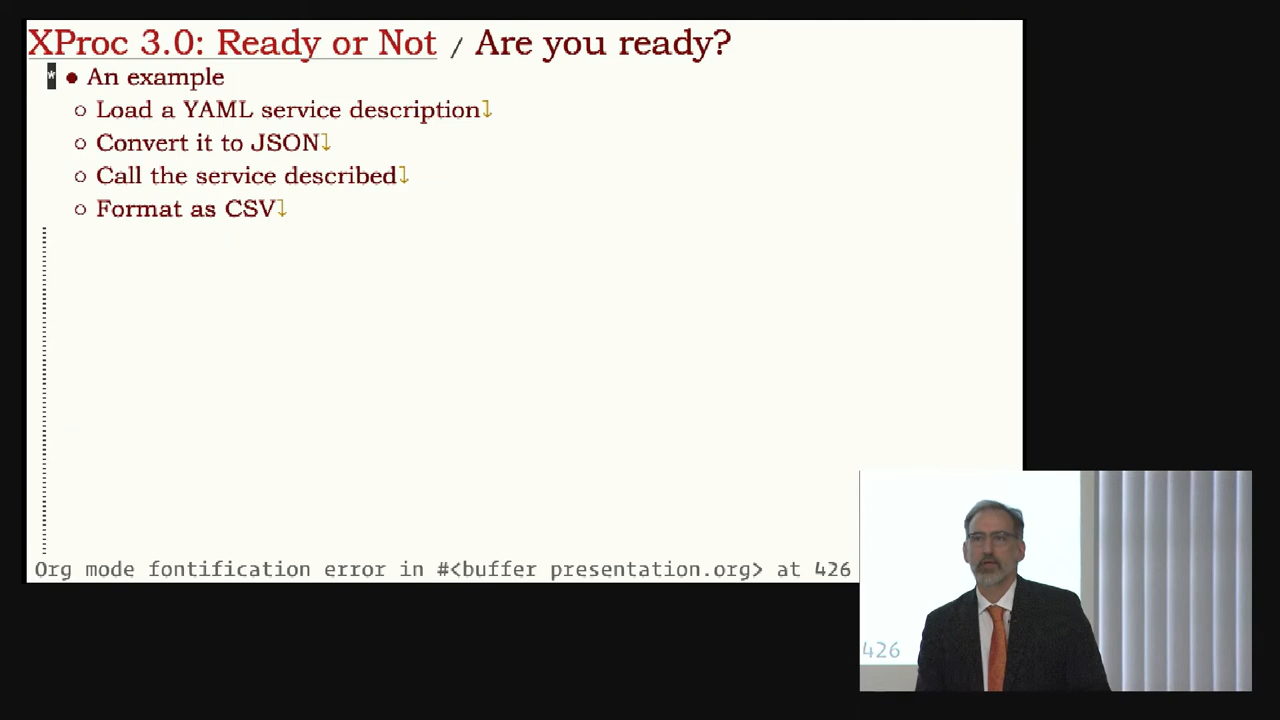 XProc 3.0: Ready or Not / Are you ready?
* ● An example
○ Load a YAML service description⤵
○ Convert it to JSON⤵
○ Call the service described⤵
○ Format as CSV⤵
Org mode fontification error in #<buffer presentation.org> at 426
426